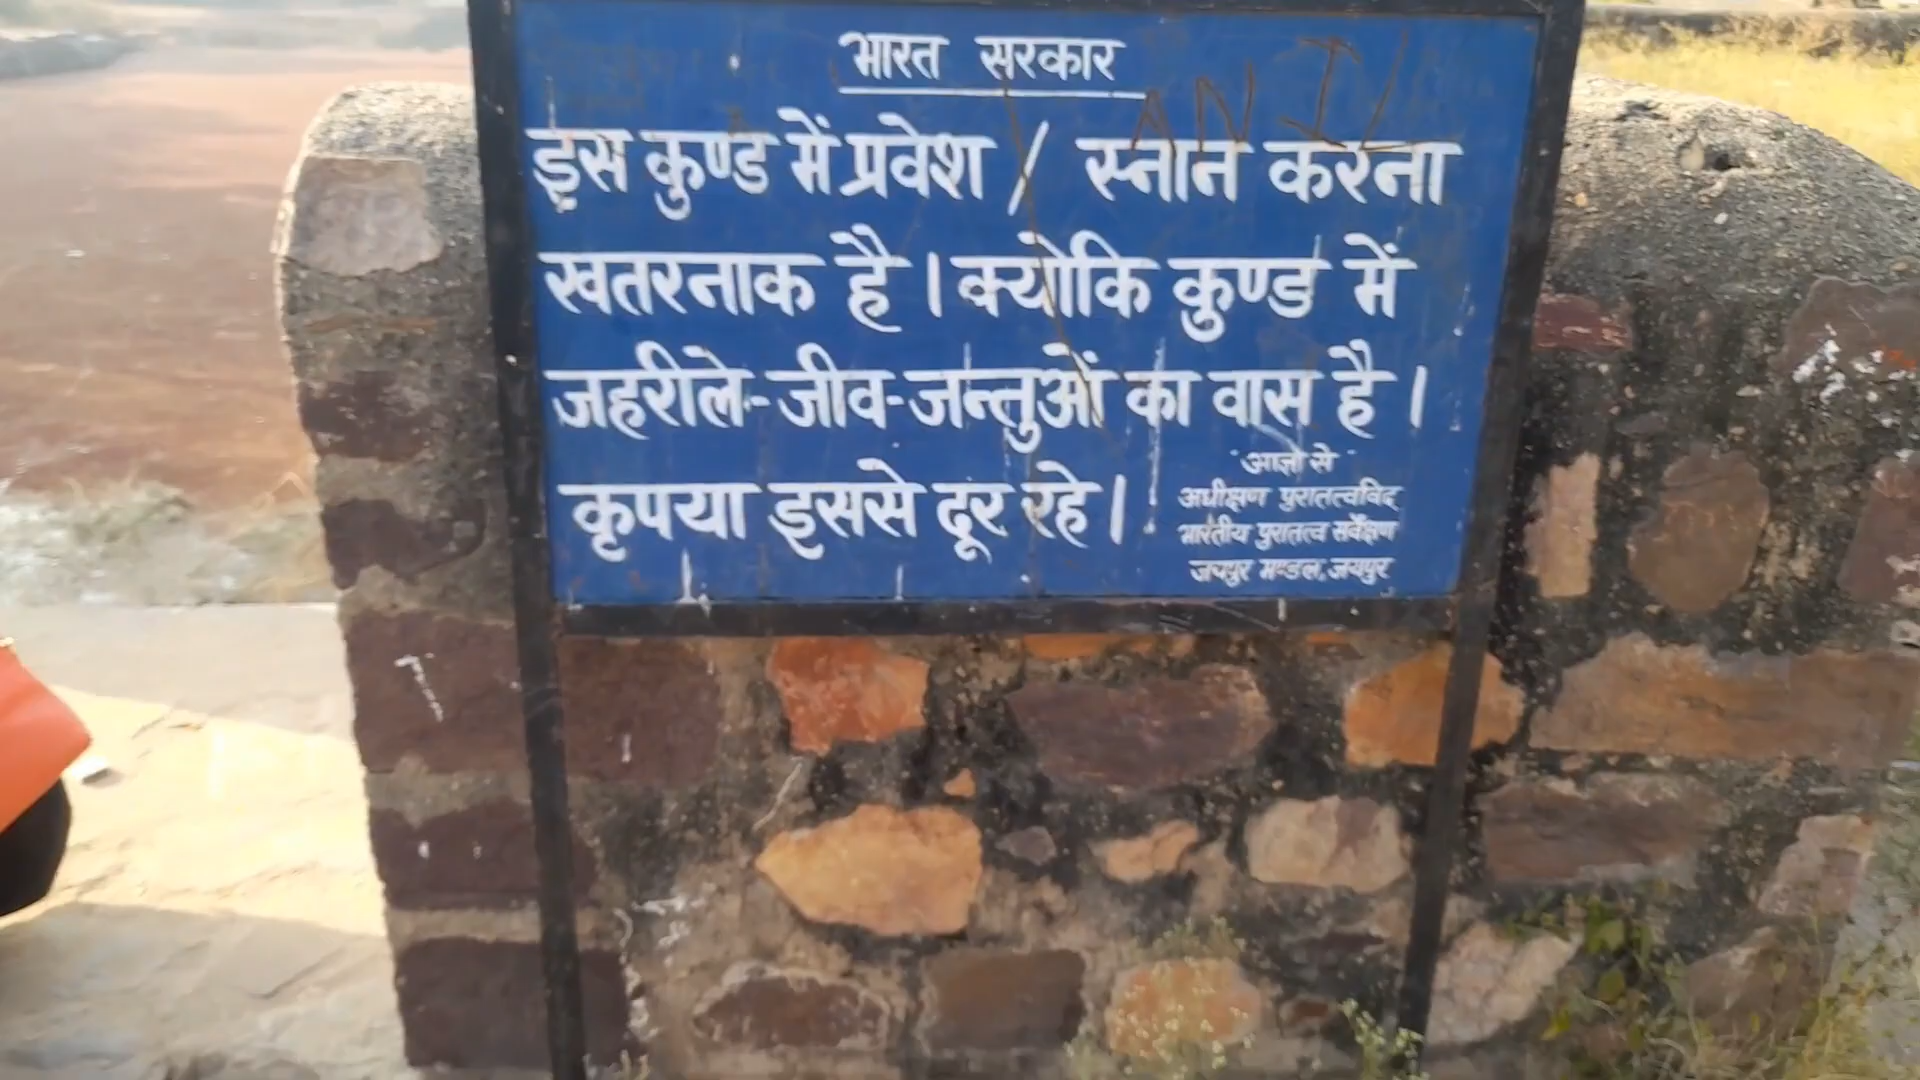 भारत सरकार
ANIL
इस कुण्ड में प्रवेश / स्नान करना
खतरनाक है । क्योकि कुण्ड में
जहरीले-जीव-जन्तुओं का वास है ।
कृपया इससे दूर रहे ।
आज्ञा से
अधीक्षण पुरातत्वविद
भारतीय पुरातत्व सर्वेक्षण
जयपुर मण्डल, जयपुर